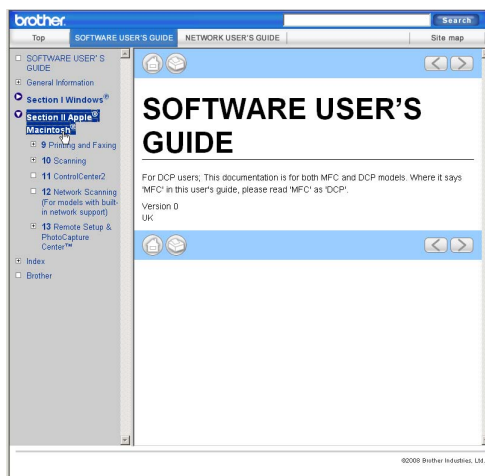 brother.
Search
Top
SOFTWARE USER'S GUIDE
NETWORK USER'S GUIDE
Site map
SOFTWARE USER' S
GUIDE
General Information
Section I Windows®
Section II Apple®
Macintosh®
9 Printing and Faxing
10 Scanning
11 ControlCenter2
12 Network Scanning
(For models with built-
in network support)
13 Remote Setup &
PhotoCapture
Center™
Index
Brother
SOFTWARE USER'S
GUIDE
For DCP users; This documentation is for both MFC and DCP models. Where it says
'MFC' in this user's guide, please read 'MFC' as 'DCP'.
Version 0
UK
©2008 Brother Industries, Ltd.